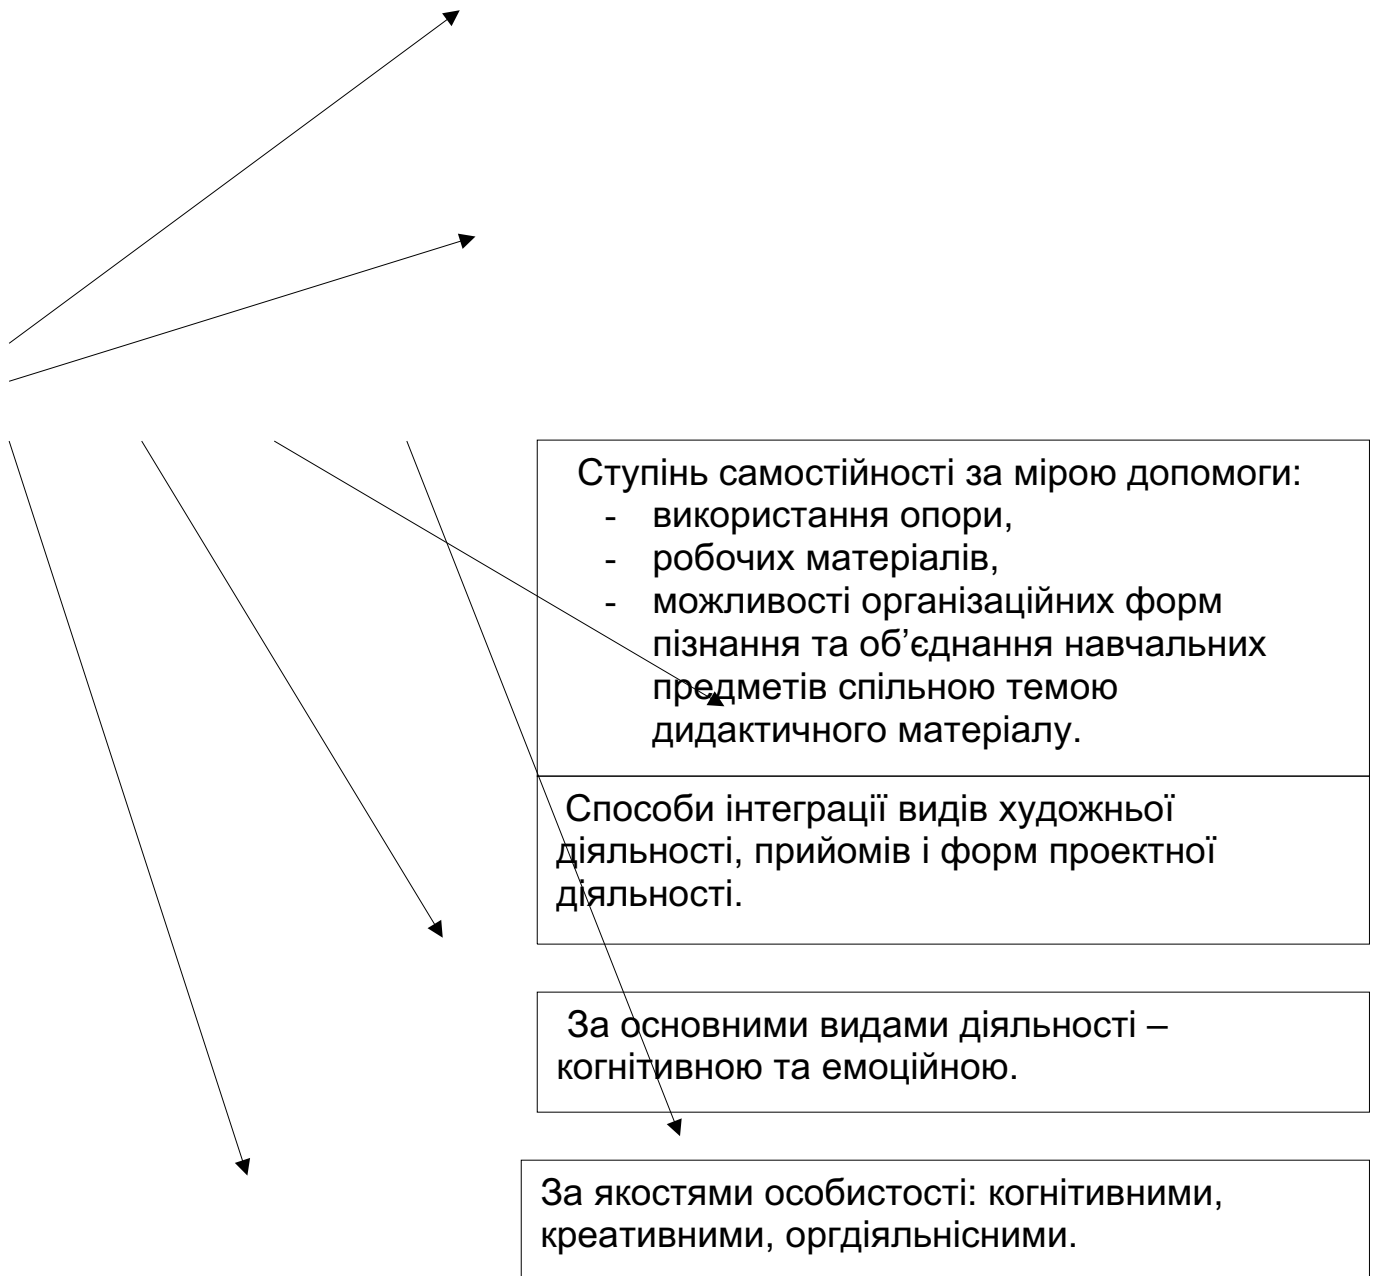 Ступінь самостійності за мірою допомоги:
- використання опори,
- робочих матеріалів,
- можливості організаційних форм
пізнання та об’єднання навчальних
предметів спільною темою
дидактичного матеріалу.
Способи інтеграції видів художньої
діяльності, прийомів і форм проектної
діяльності.
За основними видами діяльності –
когнітивною та емоційною.
За якостями особистості: когнітивними,
креативними, оргдіяльнісними.